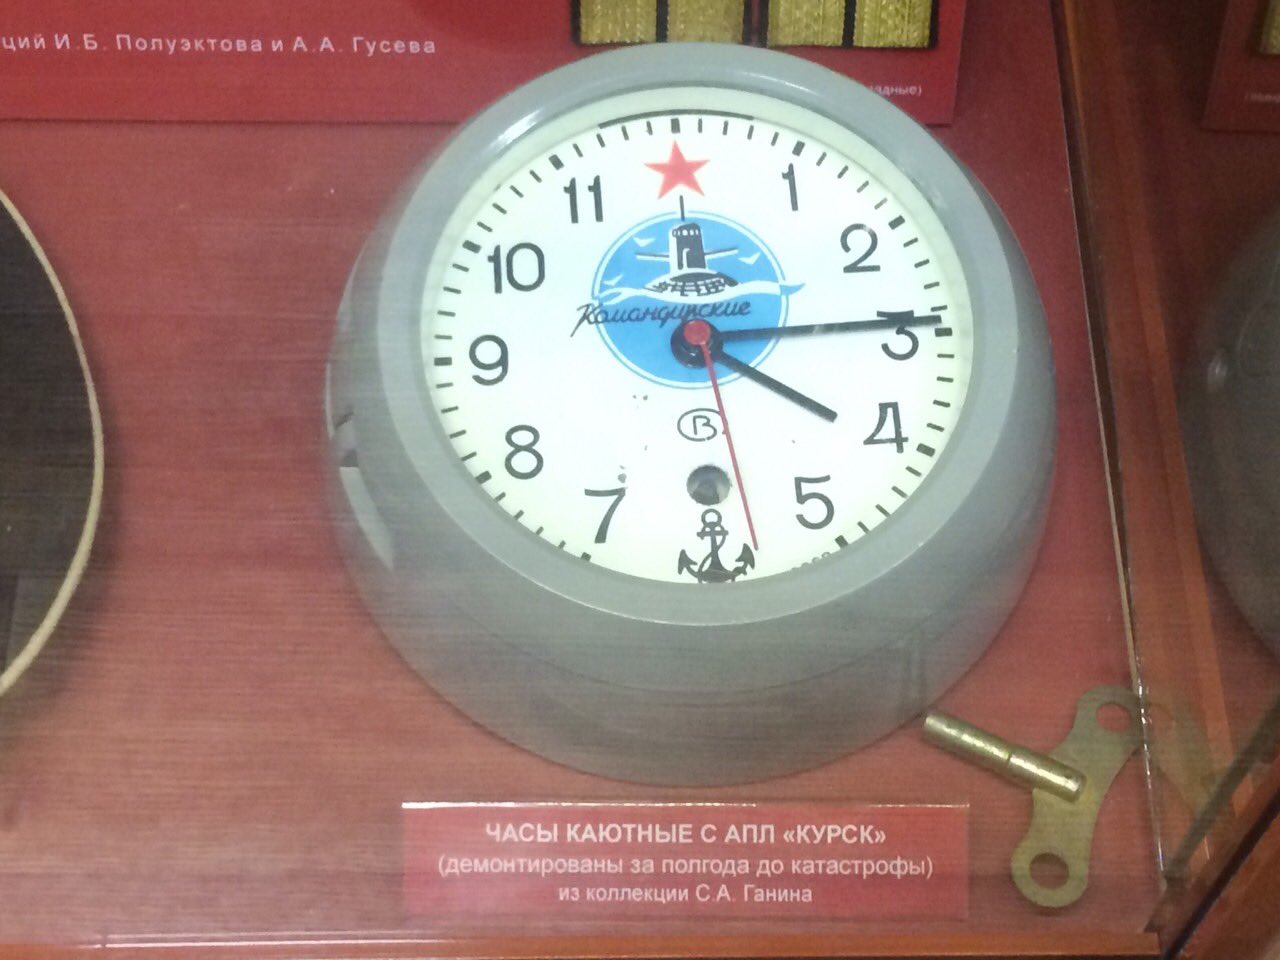 ций И.Б. Полуэктова и А.А. Гусева
11
1
10
2
Командирские
9
3
8
В
4
7
5
ЧАСЫ КАЮТНЫЕ С АПЛ «КУРСК»
(демонтированы за полгода до катастрофы)
из коллекции С.А. Ганина